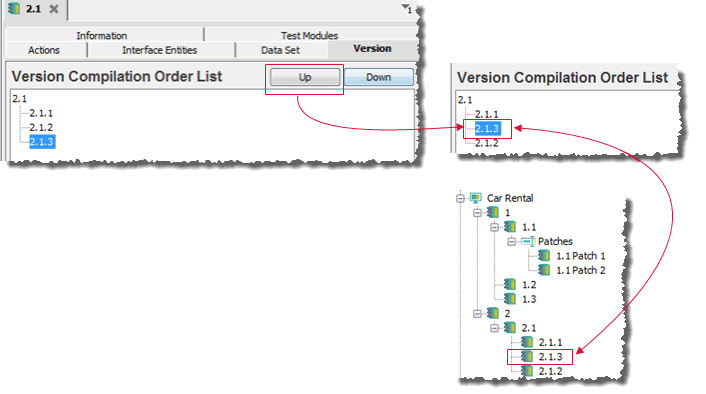 2.1
1
Information Test Modules
Actions Interface Entities Data Set Version
Version Compilation Order List Up Down
2.1
2.1.1
2.1.2
2.1.3
Version Compilation Order List
2.1
2.1.1
2.1.3
2.1.2
Car Rental
1
1.1
Patches
1.1 Patch 1
1.1 Patch 2
1.2
1.3
2
2.1
2.1.1
2.1.3
2.1.2